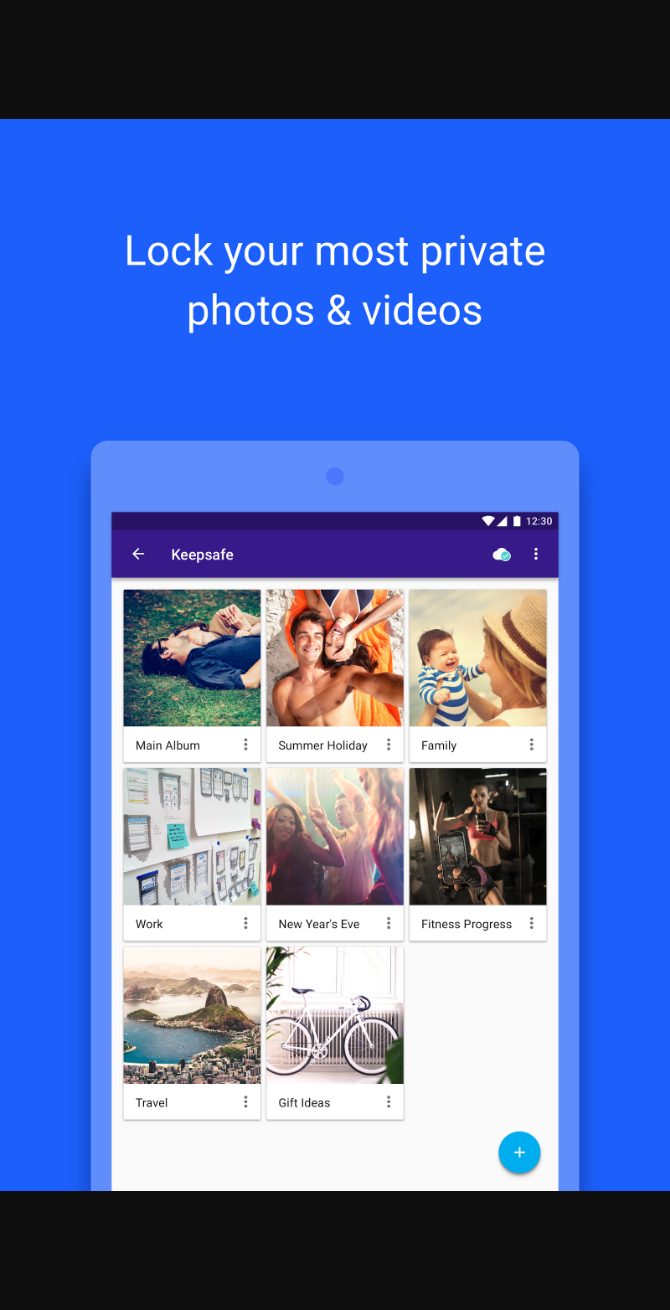 Lock your most private
photos & videos
12:30
Keepsafe
Main Album
Summer Holiday
Family
Work
New Year's Eve
Fitness Progress
Travel
Gift Ideas